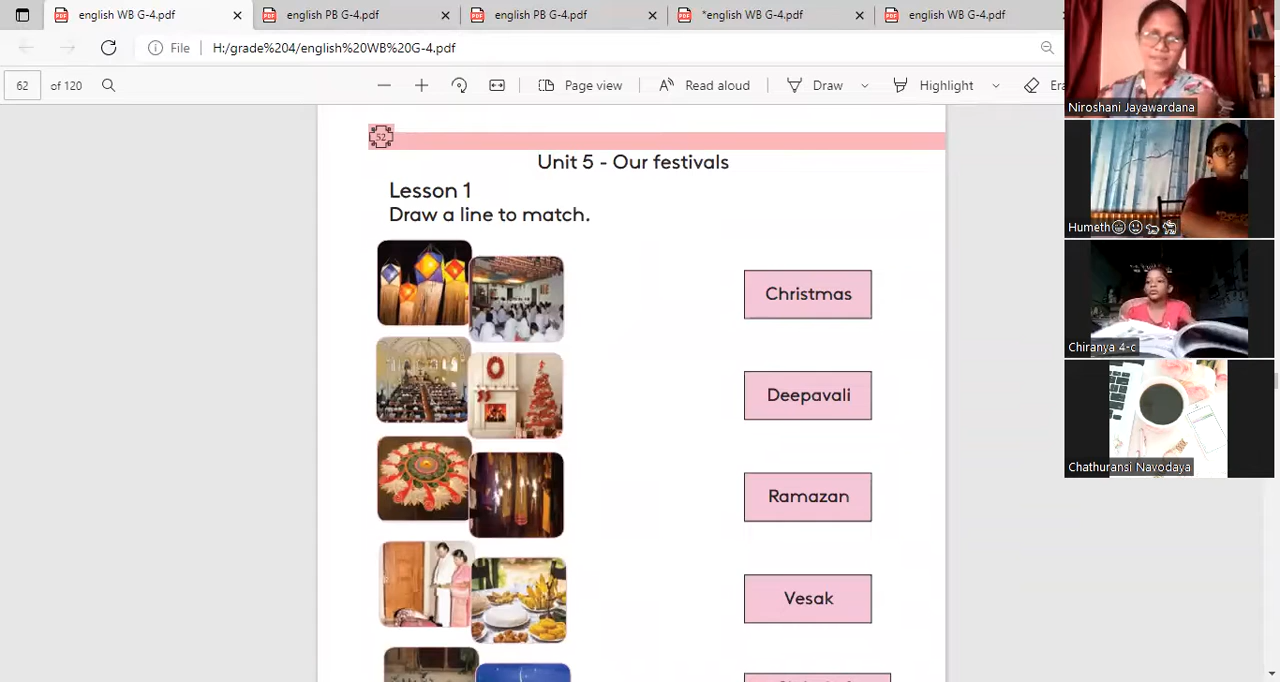 english WB G-4.pdf
english PB G-4.pdf
english PB G-4.pdf
*english WB G-4.pdf
english WB G-4.pdf
File
H:/grade%204/english%20WB%20G-4.pdf
62 of 120
Page view
Read aloud
Draw
Highlight
52
Unit 5 - Our festivals
Lesson 1
Draw a line to match.
Christmas
Deepavali
Ramazan
Vesak
Niroshani Jayawardana
Humeth
Chiranya 4-c
Chathuransi Navodaya